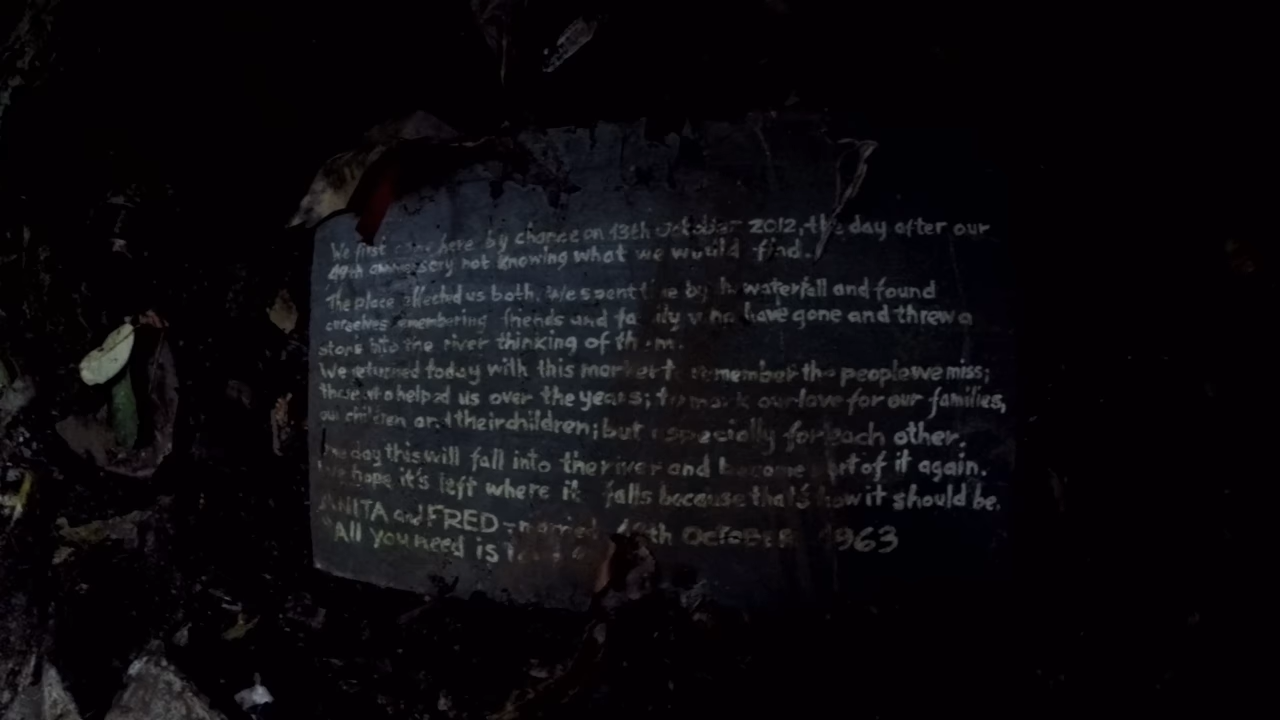 We first came here by chance on 13th October 2012, the day after our
49th anniversary not knowing what we would find.
The place affected us both. We spent time by the waterfall and found
ourselves remembering friends and family who have gone and threw a
stone into the river thinking of them.
We returned today with this marker to remember the people we miss;
those who helped us over the years; to mark our love for our families,
our children and their children; but especially for each other.
One day this will fall into the river and become part of it again.
We hope it's left where it falls because that's how it should be.
ANITA and FRED - married 12th OctOBER 1963
"All you need is